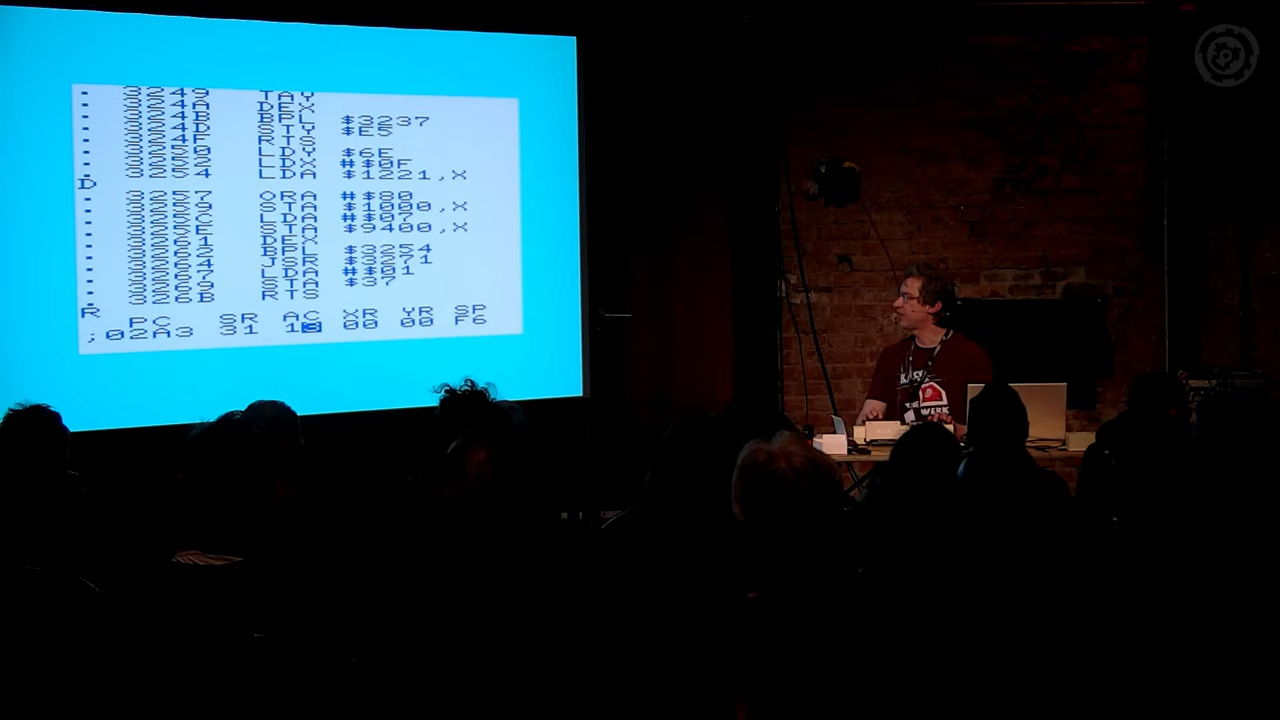 . 3249 TAY
. 324A DEX
. 324B BPL $3237
. 324D STY $E5
. 324F RTS
. 3250 LDY $6E
. 3252 LDX #$0F
. 3254 LDA $1221,X
D
. 3257 ORA #$80
. 3259 STA $1000,X
. 325C LDA #$07
. 325E STA $9400,X
. 3261 DEX
. 3262 BPL $3254
. 3264 JSR $3271
. 3267 LDA #$01
. 3269 STA $37
. 326B RTS
R
PC SR AC XR YR SP
;02A3 31 13 00 00 F6